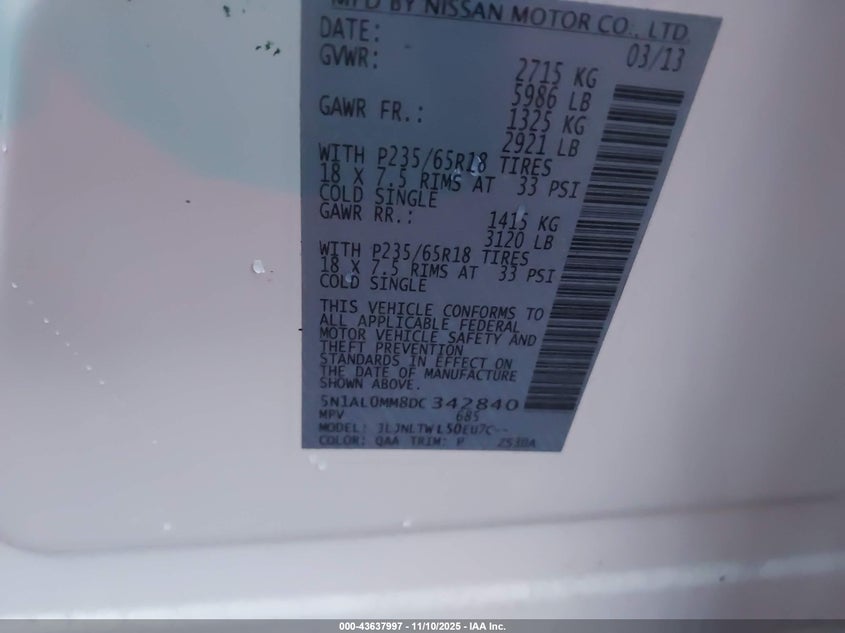 MFD BY NISSAN MOTOR CO., LTD.
DATE: 03/13
GVWR: 2715 KG
5986 LB
GAWR FR.: 1325 KG
2921 LB
WITH P235/65R18 TIRES
18 X 7.5 RIMS AT 33 PSI
COLD SINGLE
GAWR RR.: 1415 KG
3120 LB
WITH P235/65R18 TIRES
18 X 7.5 RIMS AT 33 PSI
COLD SINGLE
THIS VEHICLE CONFORMS TO
ALL APPLICABLE FEDERAL
MOTOR VEHICLE SAFETY AND
THEFT PREVENTION
STANDARDS IN EFFECT ON
THE DATE OF MANUFACTURE
SHOWN ABOVE.
5N1AL0MM8DC342840
MPV 685
MODEL:
COLOR: QAA TRIM: P
000-43637997 - 11/10/2025 - IAA Inc.